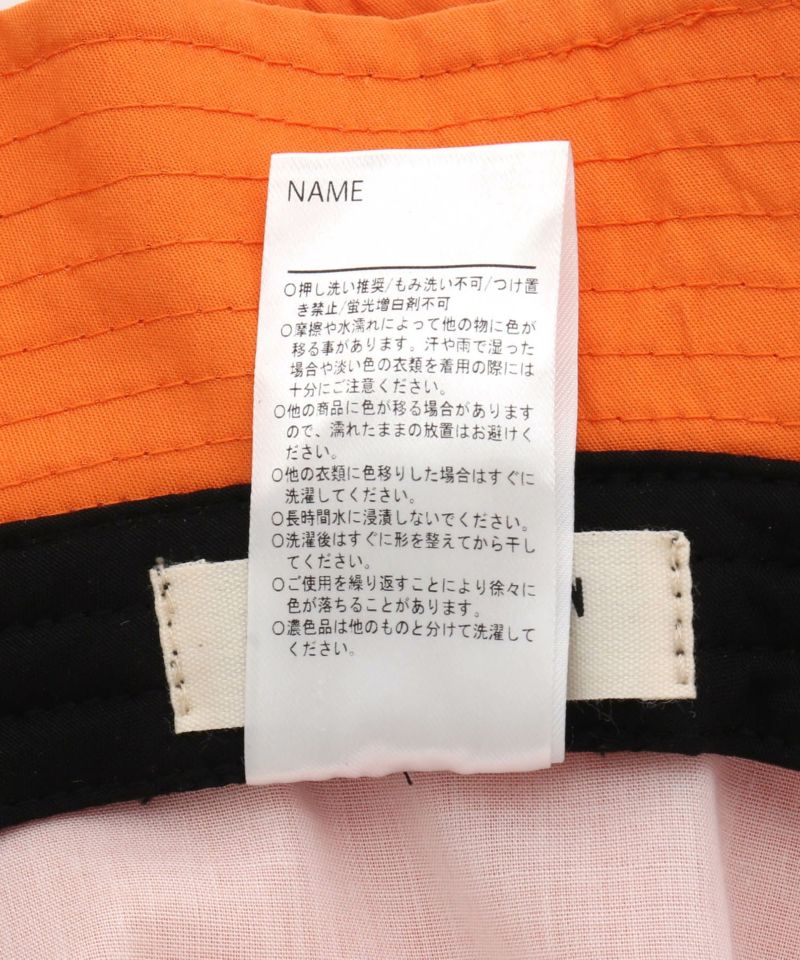 NAME
○押し洗い推奨/もみ洗い不可/つけ置
き禁止/蛍光増白剤不可
○摩擦や水濡れによって他の物に色が
移る事があります。汗や雨で湿った
場合や淡い色の衣類を着用の際には
十分にご注意ください。
○他の商品に色が移る場合があります
ので、濡れたままの放置はお避けく
ださい。
○他の衣類に色移りした場合はすぐに
洗濯してください。
○長時間水に浸漬しないでください。
○洗濯後はすぐに形を整えてから干し
てください。
○ご使用を繰り返すことにより徐々に
色が落ちることがあります。
○濃色品は他のものと分けて洗濯して
ください。